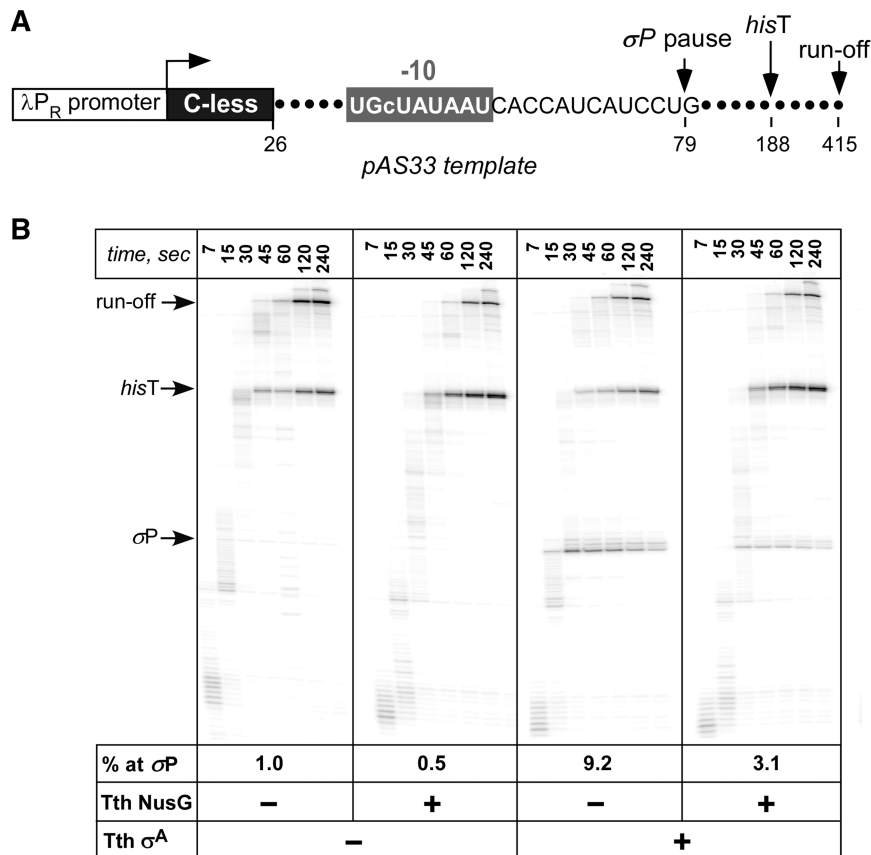 A
σP pause
hisT
run-off
-10
λPR promoter
C-less
UGcUAUAAUCACCAUCAUCCUG
26
79
188
415
pAS33 template
B
time, sec
7 15 30 45 60 120 240
7 15 30 45 60 120 240
7 15 30 45 60 120 240
7 15 30 45 60 120 240
run-off
hisT
σP
% at σP 1.0 0.5 9.2 3.1
Tth NusG − + − +
Tth σA − +